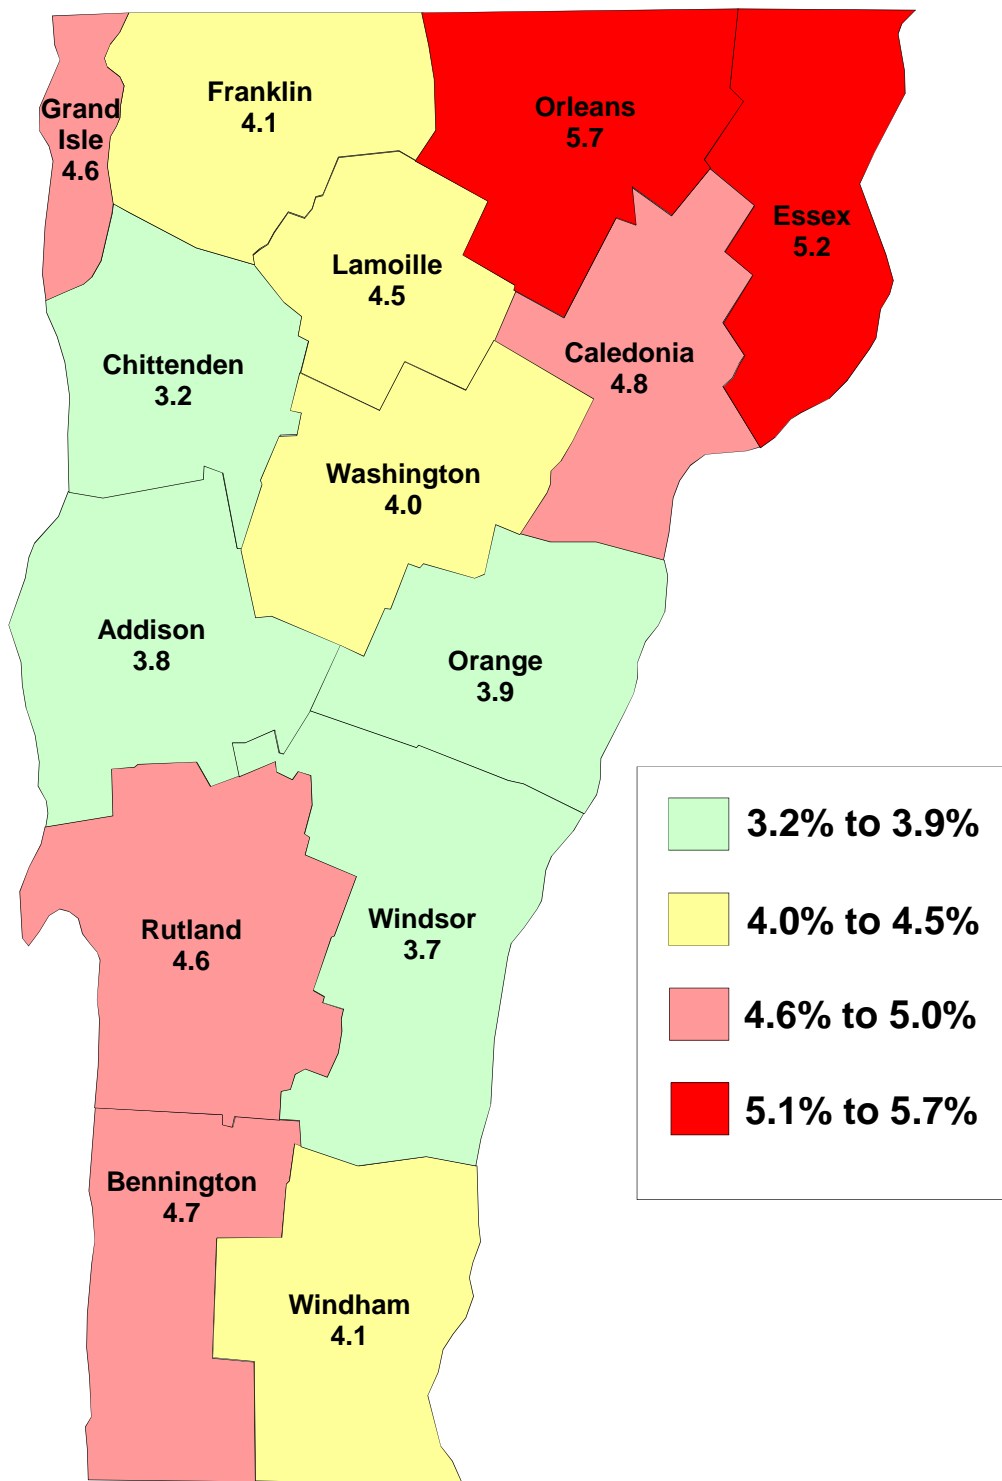 Grand
Isle
4.6
Franklin
4.1
Orleans
5.7
Essex
5.2
Lamoille
4.5
Chittenden
3.2
Caledonia
4.8
Washington
4.0
Addison
3.8
Orange
3.9
Rutland
4.6
Windsor
3.7
Bennington
4.7
Windham
4.1
3.2% to 3.9%
4.0% to 4.5%
4.6% to 5.0%
5.1% to 5.7%